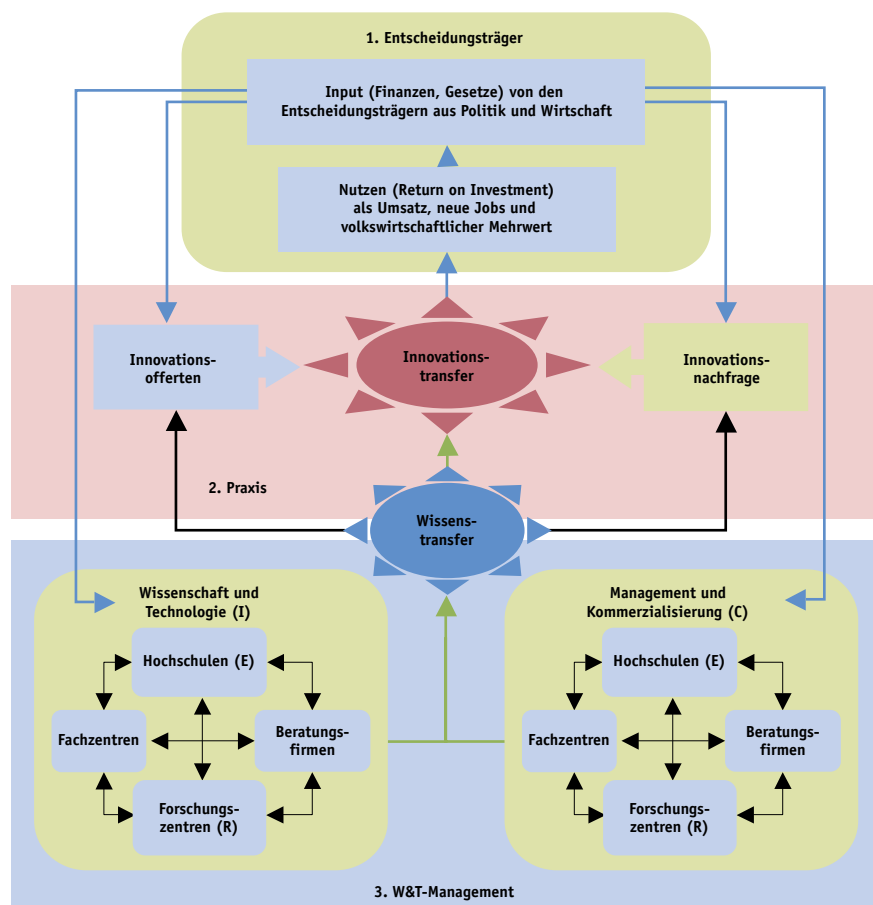 1. Entscheidungsträger
Input (Finanzen, Gesetze) von den
Entscheidungsträgern aus Politik und Wirtschaft
Nutzen (Return on Investment)
als Umsatz, neue Jobs und
volkswirtschaftlicher Mehrwert
Innovations-
offerten
Innovations-
transfer
Innovations-
nachfrage
2. Praxis
Wissens-
transfer
Wissenschaft und
Technologie (I)
Hochschulen (E)
Fachzentren
Beratungs-
firmen
Forschungs-
zentren (R)
Management und
Kommerzialisierung (C)
Hochschulen (E)
Fachzentren
Beratungs-
firmen
Forschungs-
zentren (R)
3. W&T-Management